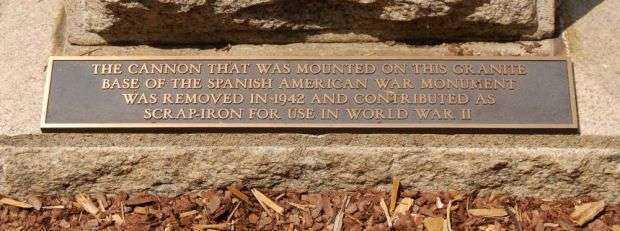 THE CANNON THAT WAS MOUNTED ON THIS GRANITE
BASE OF THE SPANISH AMERICAN WAR MONUMENT
WAS REMOVED IN 1942 AND CONTRIBUTED AS
SCRAP-IRON FOR USE IN WORLD WAR II